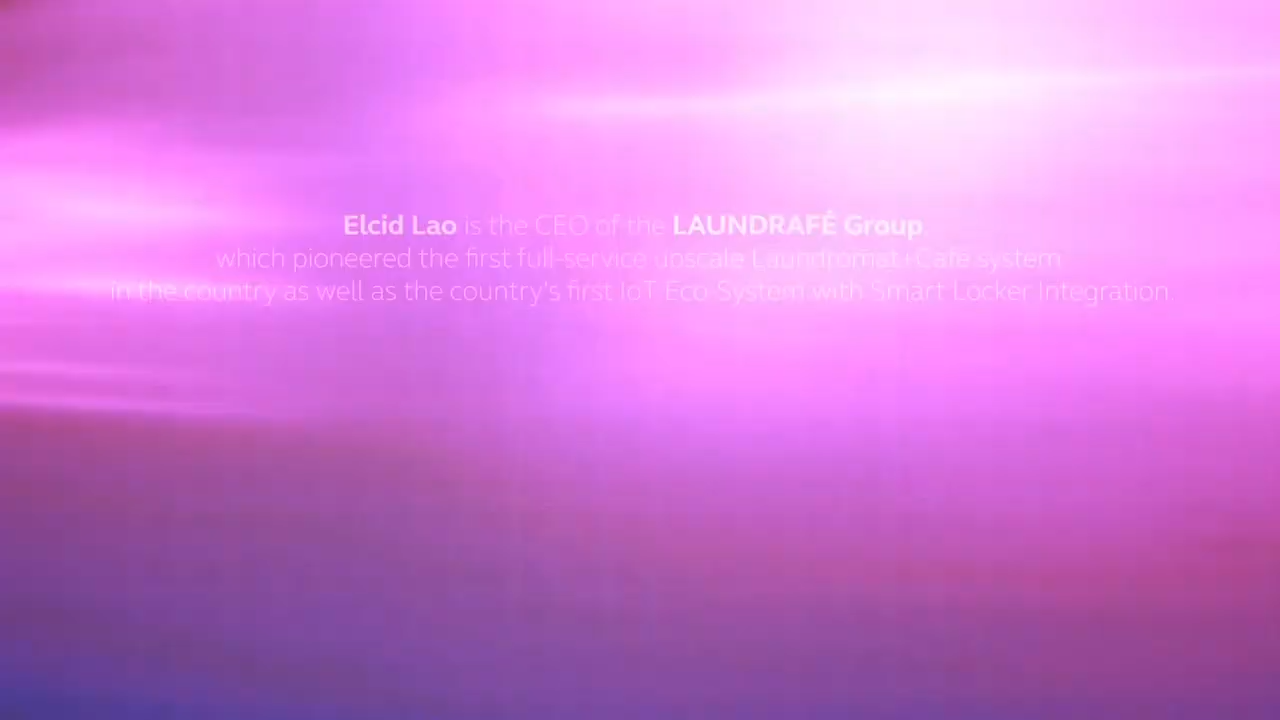 Elcid Lao is the CEO of the LAUNDRAFÉ Group,
which pioneered the first full-service upscale Laundromat+Cafe system
in the country as well as the country's first IoT Eco-System with Smart Locker Integration.